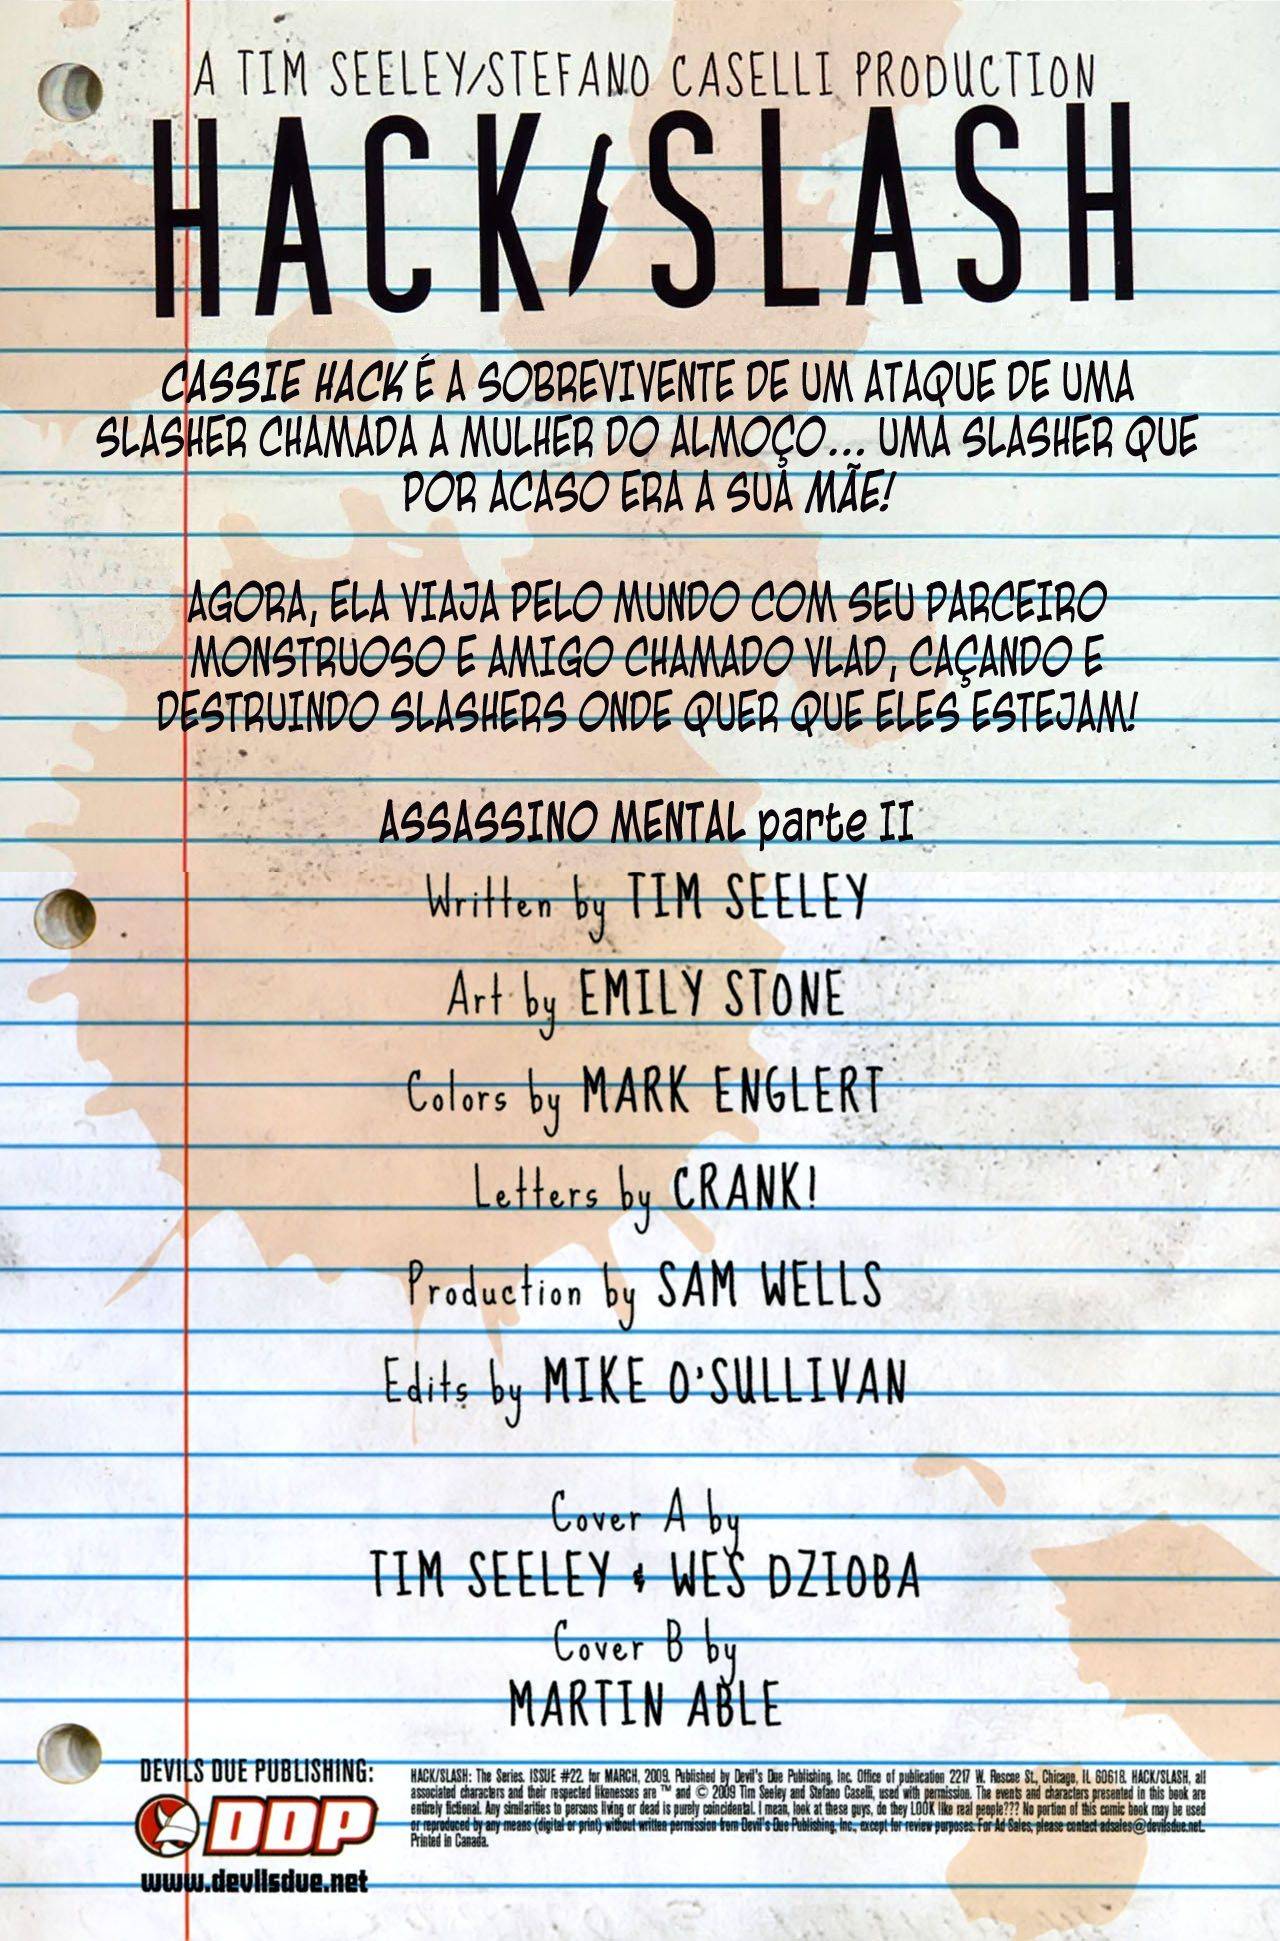 A TIM SEELEY/STEFANO CASELLI PRODUCTION
HACK/SLASH
CASSIE HACK É A SOBREVIVENTE DE UM ATAQUE DE UMA
SLASHER CHAMADA A MULHER DO ALMOÇO... UMA SLASHER QUE
POR ACASO ERA A SUA MÃE!
AGORA, ELA VIAJA PELO MUNDO COM SEU PARCEIRO
MONSTRUOSO E AMIGO CHAMADO VLAD, CAÇANDO E
DESTRUINDO SLASHERS ONDE QUER QUE ELES ESTEJAM!
ASSASSINO MENTAL parte II
Written by TIM SEELEY
Art by EMILY STONE
Colors by MARK ENGLERT
Letters by CRANK!
Production by SAM WELLS
Edits by MIKE O'SULLIVAN
Cover A by
TIM SEELEY & WES DZIOBA
Cover B by
MARTIN ABLE
DEVILS DUE PUBLISHING:
DDP
www.devilsdue.net
HACK/SLASH: The Series. ISSUE #22. for MARCH, 2009. Published by Devil's Due Publishing, Inc. Office of publication 2217 W. Roscoe St., Chicago, IL 60618. HACK/SLASH, all
associated characters and their respected likenesses are ™ and © 2009 Tim Seeley and Stefano Caselli, used with permission. The events and characters presented in this book are
entirely fictional. Any similarities to persons living or dead is purely coincidental. I mean, look at these guys, do they LOOK like real people??? No portion of this comic book may be used
or reproduced by any means (digital or print) without written permission from Devil's Due Publishing, Inc., except for review purposes. For Ad Sales, please contact adsales@devilsdue.net.
Printed in Canada.